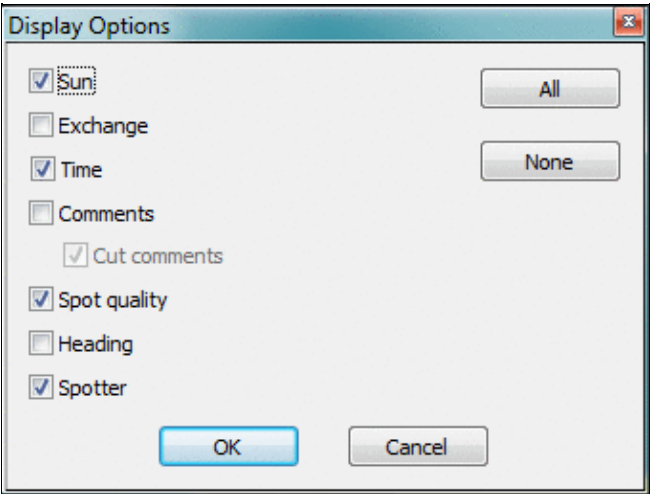 Display Options
Sun
All
Exchange
Time
None
Comments
Cut comments
Spot quality
Heading
Spotter
OK
Cancel